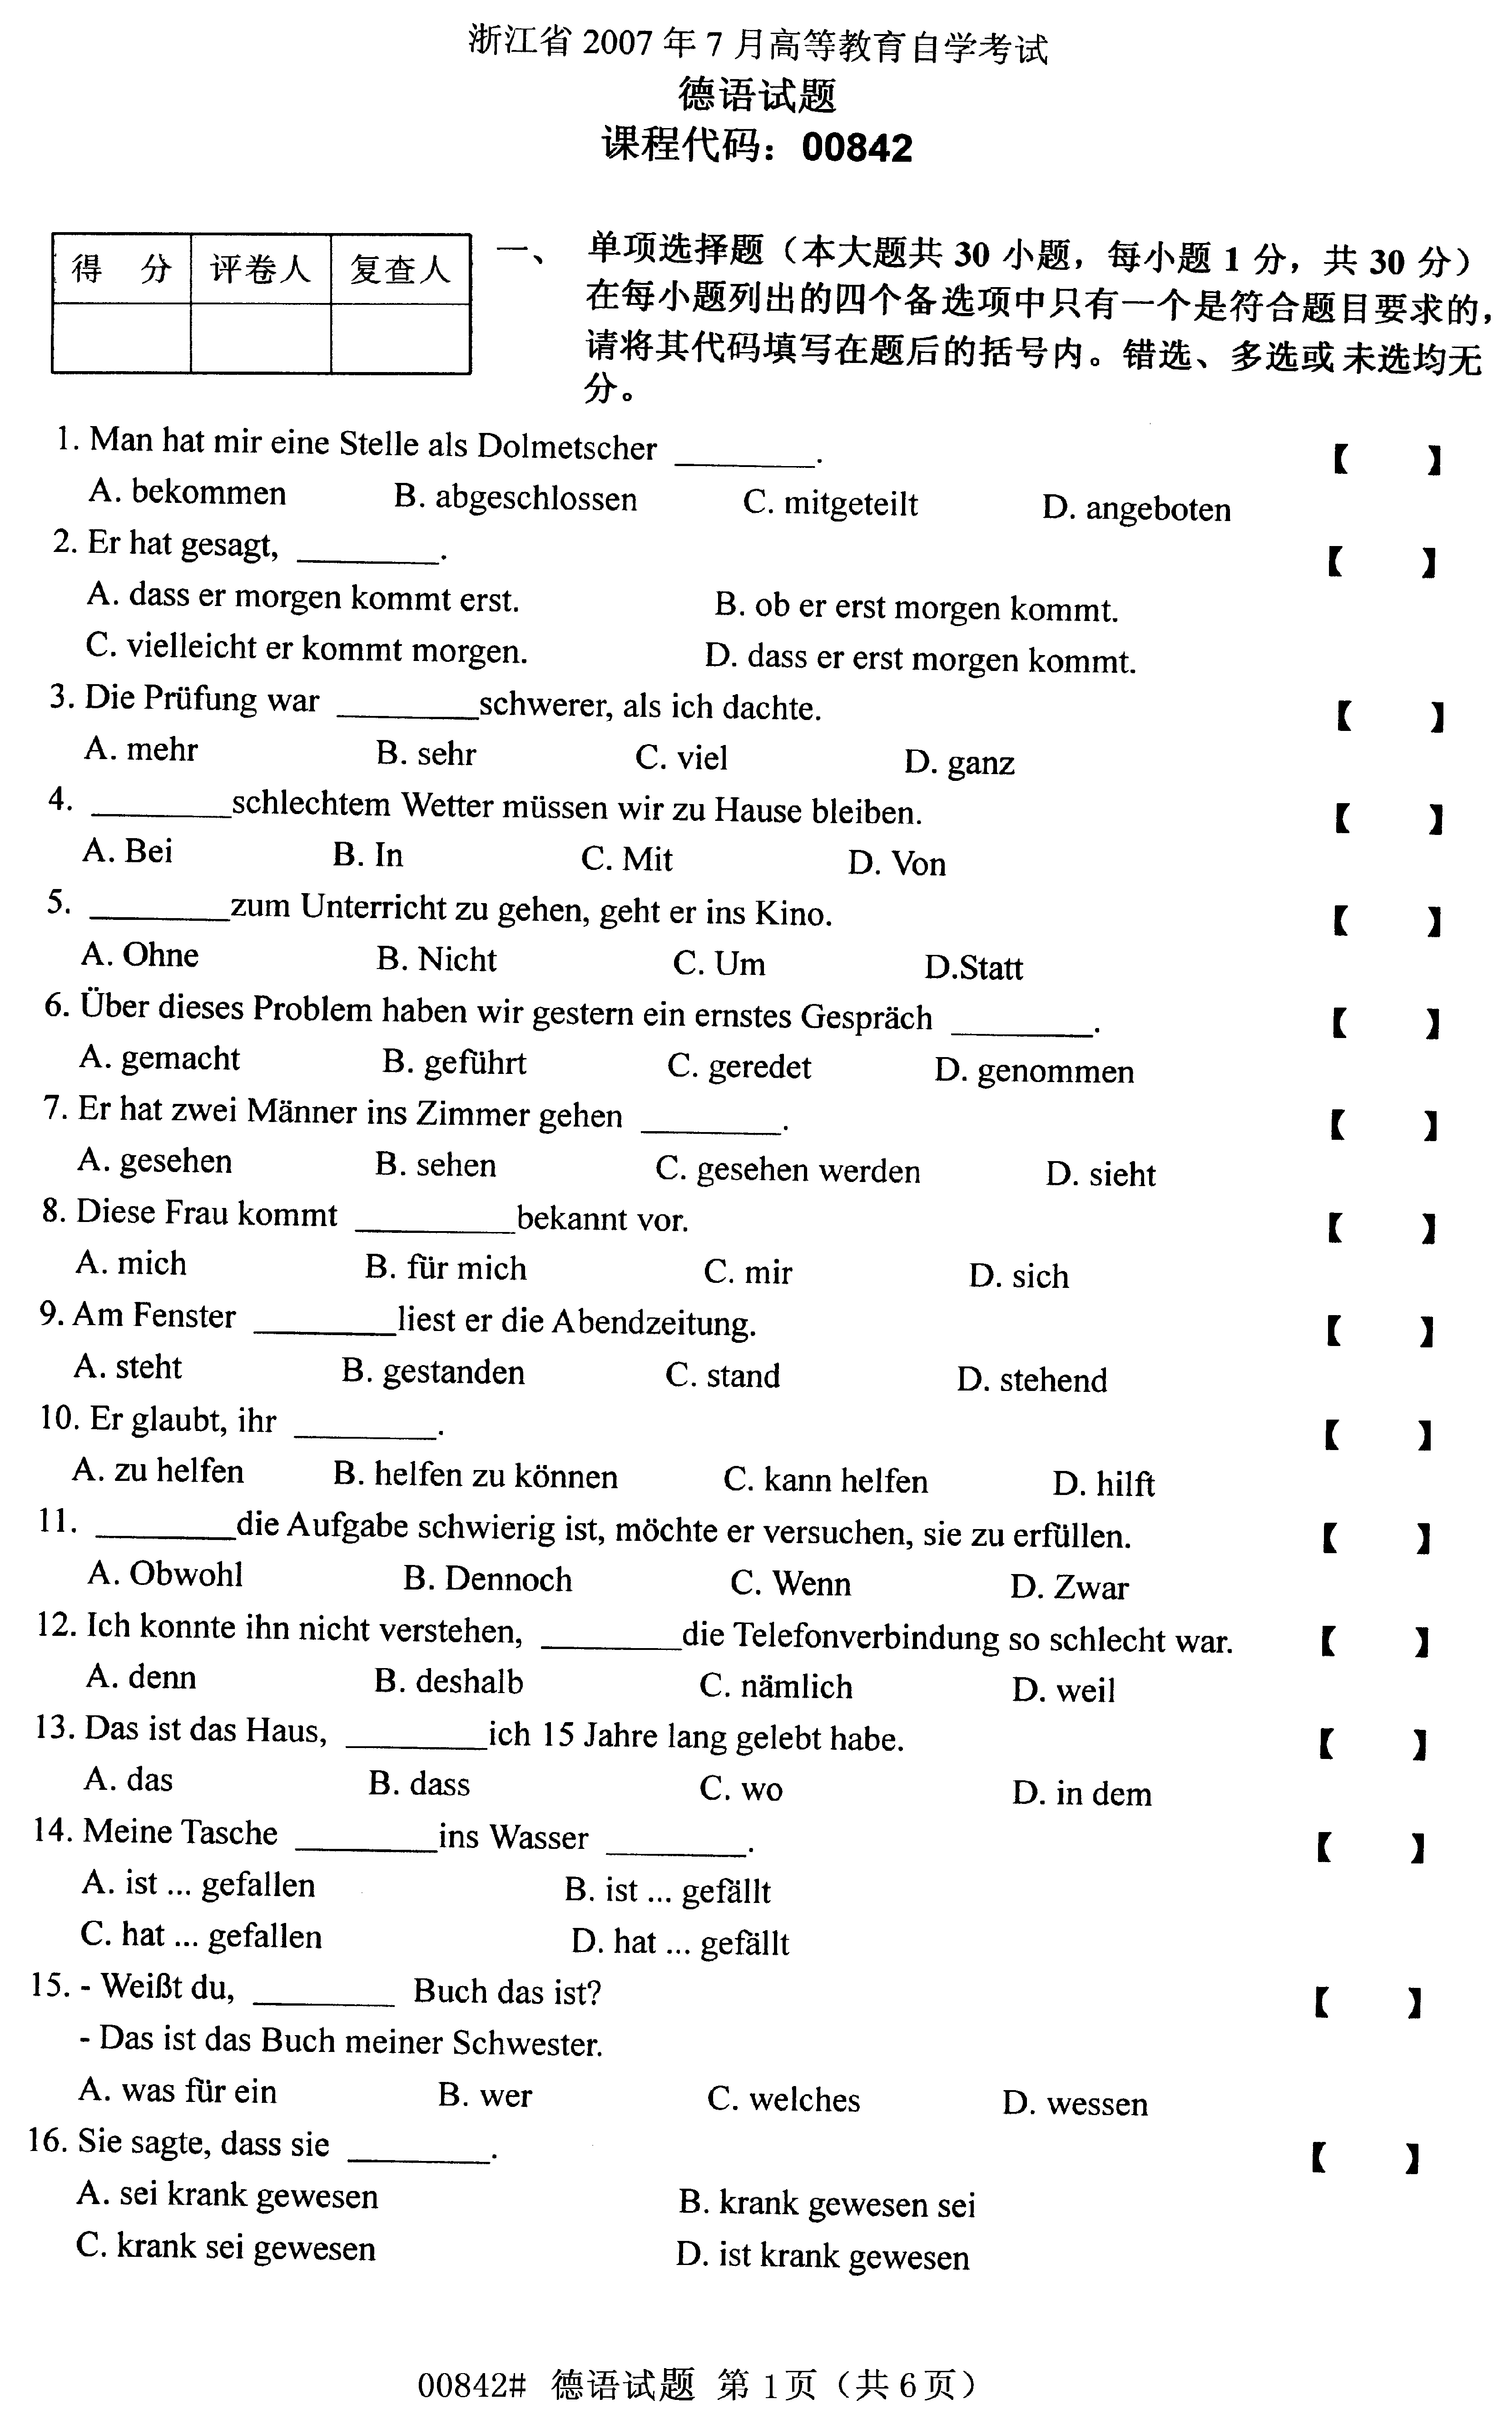 浙江省 2007 年 7 月高等教育自学考试
德语试题
课程代码：00842
得 分 评卷人 复查人
一、 单项选择题（本大题共 30 小题，每小题 1 分，共 30 分）
在每小题列出的四个备选项中只有一个是符合题目要求的，
请将其代码填写在题后的括号内。错选、多选或 未选均无
分。
1. Man hat mir eine Stelle als Dolmetscher ________. 【 】
A. bekommen B. abgeschlossen C. mitgeteilt D. angeboten
2. Er hat gesagt, ________. 【 】
A. dass er morgen kommt erst. B. ob er erst morgen kommt.
C. vielleicht er kommt morgen. D. dass er erst morgen kommt.
3. Die Prüfung war ________schwerer, als ich dachte. 【 】
A. mehr B. sehr C. viel D. ganz
4. ________schlechtem Wetter müssen wir zu Hause bleiben. 【 】
A. Bei B. In C. Mit D. Von
5. ________zum Unterricht zu gehen, geht er ins Kino. 【 】
A. Ohne B. Nicht C. Um D.Statt
6. Über dieses Problem haben wir gestern ein ernstes Gespräch ________. 【 】
A. gemacht B. geführt C. geredet D. genommen
7. Er hat zwei Männer ins Zimmer gehen ________. 【 】
A. gesehen B. sehen C. gesehen werden D. sieht
8. Diese Frau kommt _________bekannt vor. 【 】
A. mich B. für mich C. mir D. sich
9. Am Fenster ________liest er die Abendzeitung. 【 】
A. steht B. gestanden C. stand D. stehend
10. Er glaubt, ihr ________. 【 】
A. zu helfen B. helfen zu können C. kann helfen D. hilft
11. ________die Aufgabe schwierig ist, möchte er versuchen, sie zu erfüllen. 【 】
A. Obwohl B. Dennoch C. Wenn D. Zwar
12. Ich konnte ihn nicht verstehen, ________die Telefonverbindung so schlecht war. 【 】
A. denn B. deshalb C. nämlich D. weil
13. Das ist das Haus, ________ich 15 Jahre lang gelebt habe. 【 】
A. das B. dass C. wo D. in dem
14. Meine Tasche ________ins Wasser ________. 【 】
A. ist ... gefallen B. ist ... gefällt
C. hat ... gefallen D. hat ... gefällt
15. - Weißt du, ________ Buch das ist? 【 】
- Das ist das Buch meiner Schwester.
A. was für ein B. wer C. welches D. wessen
16. Sie sagte, dass sie ________. 【 】
A. sei krank gewesen B. krank gewesen sei
C. krank sei gewesen D. ist krank gewesen
00842# 德语试题 第 1页（共 6页）